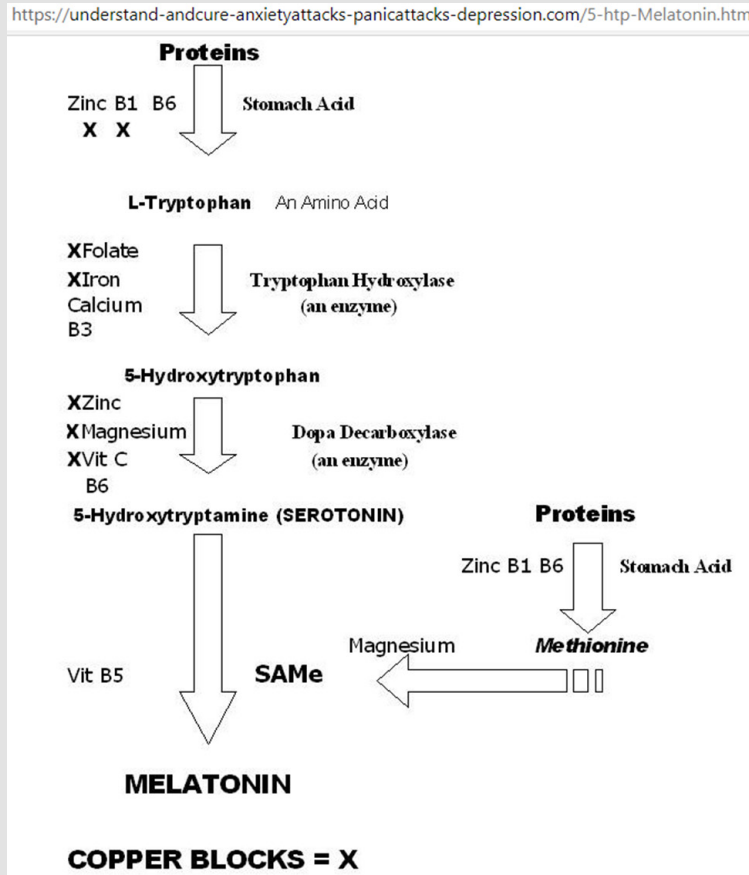 https://understand-andcure-anxietyattacks-panicattacks-depression.com/5-htp-Melatonin.htm
Proteins
Zinc B1 B6 Stomach Acid
X X
L-Tryptophan An Amino Acid
XFolate
XIron Tryptophan Hydroxylase
Calcium (an enzyme)
B3
5-Hydroxytryptophan
XZinc
XMagnesium Dopa Decarboxylase
XVit C (an enzyme)
B6
5-Hydroxytryptamine (SEROTONIN) Proteins
Zinc B1 B6 Stomach Acid
Magnesium Methionine
Vit B5 SAMe
MELATONIN
COPPER BLOCKS = X